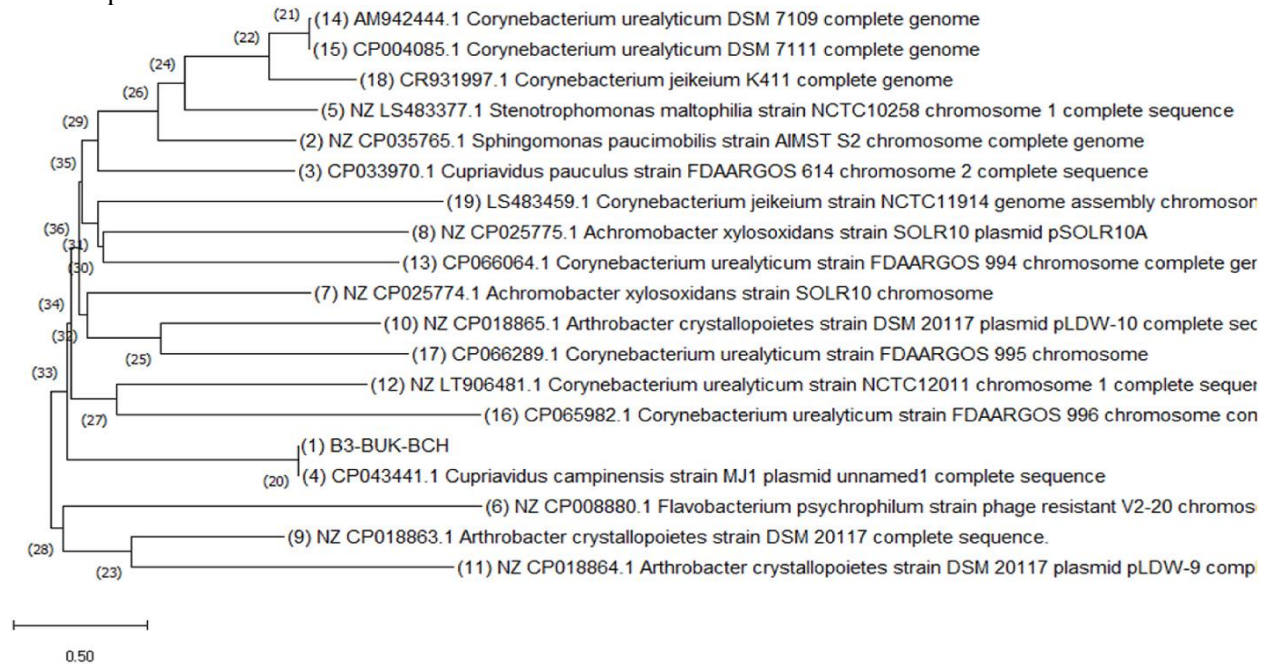 (21) (14) AM942444.1 Corynebacterium urealyticum DSM 7109 complete genome
(22) (15) CP004085.1 Corynebacterium urealyticum DSM 7111 complete genome
(24) (18) CR931997.1 Corynebacterium jeikeium K411 complete genome
(26) (5) NZ LS483377.1 Stenotrophomonas maltophilia strain NCTC10258 chromosome 1 complete sequence
(29) (2) NZ CP035765.1 Sphingomonas paucimobilis strain AIMST S2 chromosome complete genome
(35) (3) CP033970.1 Cupriavidus pauculus strain FDAARGOS 614 chromosome 2 complete sequence
(19) LS483459.1 Corynebacterium jeikeium strain NCTC11914 genome assembly chromoson
(36) (8) NZ CP025775.1 Achromobacter xylosoxidans strain SOLR10 plasmid pSOLR10A
(31)
(30) (13) CP066064.1 Corynebacterium urealyticum strain FDAARGOS 994 chromosome complete ger
(34) (7) NZ CP025774.1 Achromobacter xylosoxidans strain SOLR10 chromosome
(32) (10) NZ CP018865.1 Arthrobacter crystallopoietes strain DSM 20117 plasmid pLDW-10 complete sec
(25) (17) CP066289.1 Corynebacterium urealyticum strain FDAARGOS 995 chromosome
(33) (12) NZ LT906481.1 Corynebacterium urealyticum strain NCTC12011 chromosome 1 complete sequer
(27) (16) CP065982.1 Corynebacterium urealyticum strain FDAARGOS 996 chromosome con
(1) B3-BUK-BCH
(20) (4) CP043441.1 Cupriavidus campinensis strain MJ1 plasmid unnamed1 complete sequence
(6) NZ CP008880.1 Flavobacterium psychrophilum strain phage resistant V2-20 chromos
(28) (9) NZ CP018863.1 Arthrobacter crystallopoietes strain DSM 20117 complete sequence.
(23) (11) NZ CP018864.1 Arthrobacter crystallopoietes strain DSM 20117 plasmid pLDW-9 compl
0.50